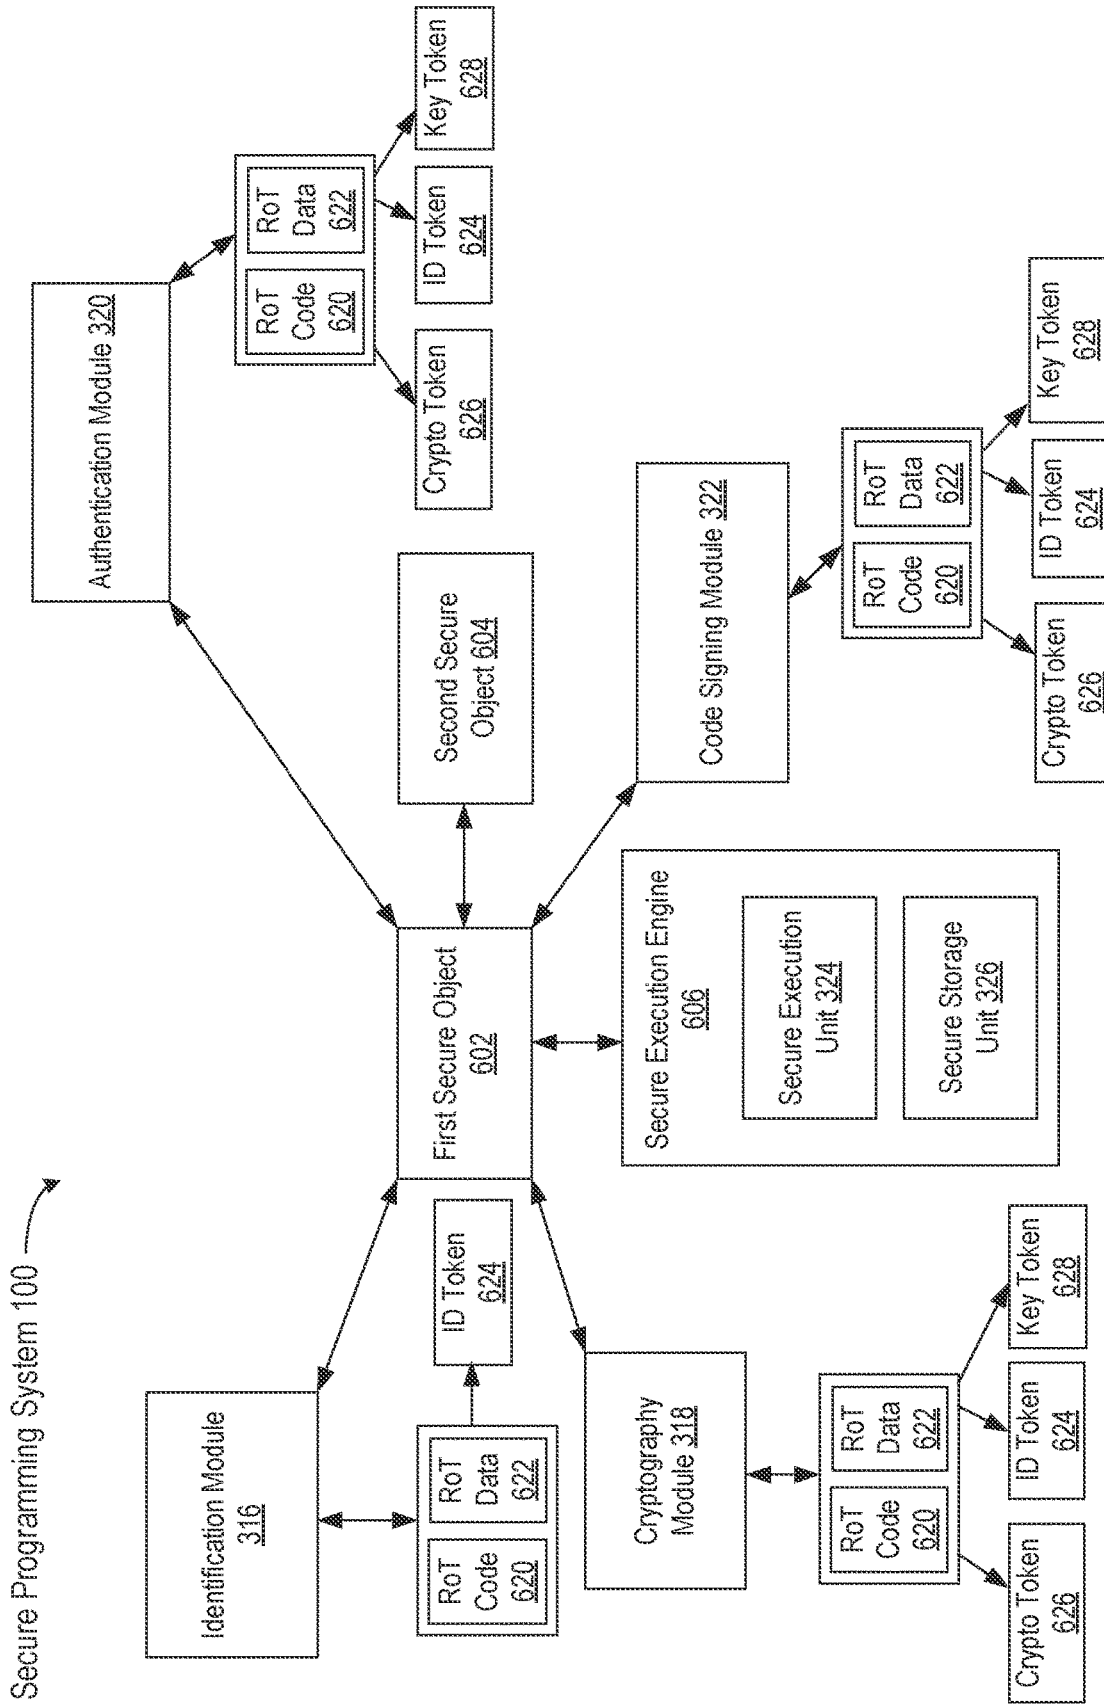 Secure Programming System 100
Identification Module
316
RoT
Code
620
RoT
Data
622
ID Token
624
Cryptography
Module 318
RoT
Code
620
RoT
Data
622
Crypto Token
626
ID Token
624
Key Token
628
First Secure Object
602
Secure Execution Engine
606
Secure Execution
Unit 324
Secure Storage
Unit 326
Second Secure
Object 604
Authentication Module 320
RoT
Code
620
RoT
Data
622
Crypto Token
626
ID Token
624
Key Token
628
Code Signing Module 322
RoT
Code
620
RoT
Data
622
Crypto Token
626
ID Token
624
Key Token
628